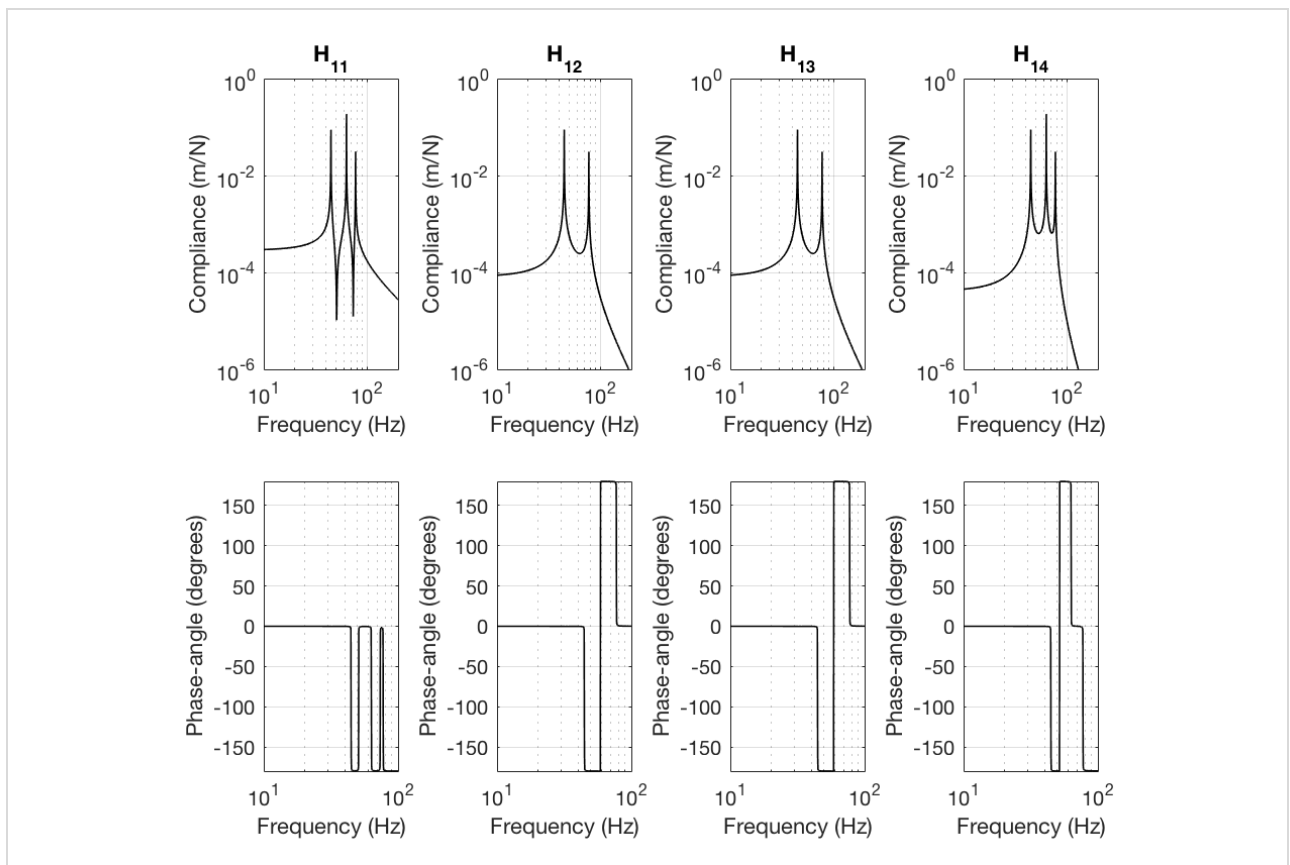 H11 H12 H13 H14
10^0 10^0 10^0 10^0
Compliance (m/N) Compliance (m/N) Compliance (m/N) Compliance (m/N)
10^-2 10^-2 10^-2 10^-2
10^-4 10^-4 10^-4 10^-4
10^-6 10^-6 10^-6 10^-6
10^1 10^2 10^1 10^2 10^1 10^2 10^1 10^2
Frequency (Hz) Frequency (Hz) Frequency (Hz) Frequency (Hz)
Phase-angle (degrees) Phase-angle (degrees) Phase-angle (degrees) Phase-angle (degrees)
150 150 150 150
100 100 100 100
50 50 50 50
0 0 0 0
-50 -50 -50 -50
-100 -100 -100 -100
-150 -150 -150 -150
10^1 10^2 10^1 10^2 10^1 10^2 10^1 10^2
Frequency (Hz) Frequency (Hz) Frequency (Hz) Frequency (Hz)